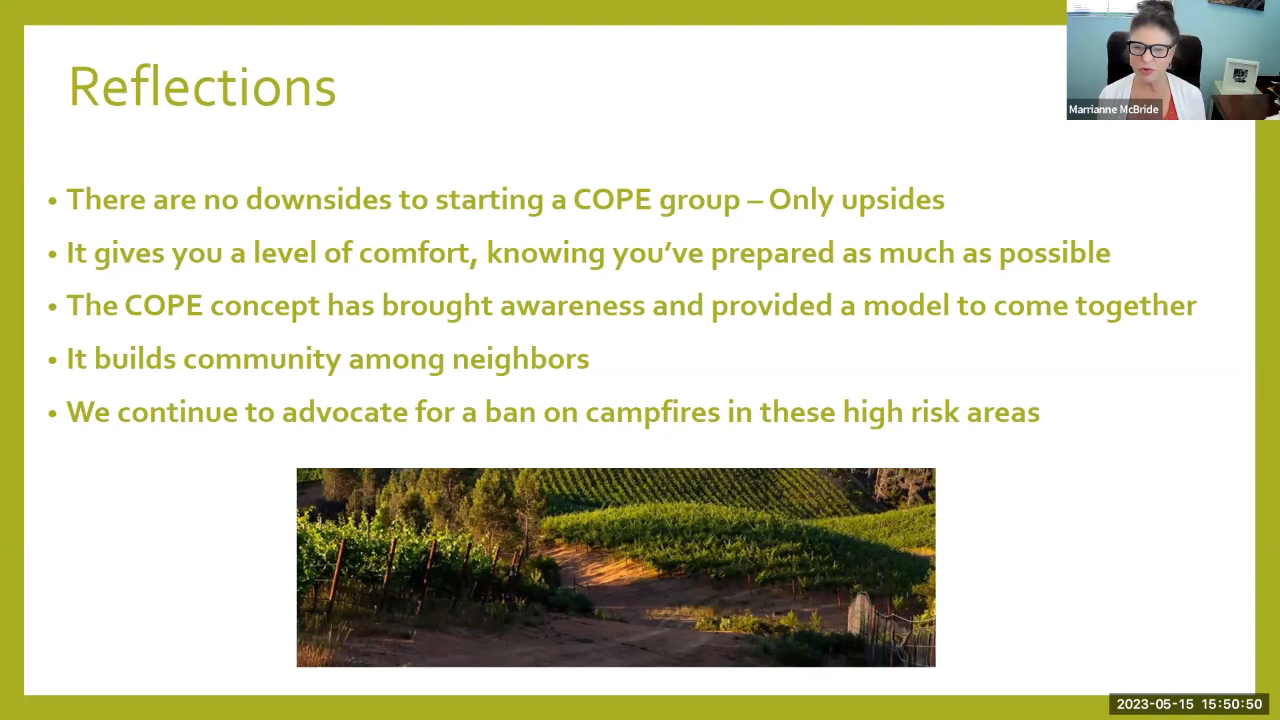 Reflections
Marrianne McBride
• There are no downsides to starting a COPE group – Only upsides
• It gives you a level of comfort, knowing you’ve prepared as much as possible
• The COPE concept has brought awareness and provided a model to come together
• It builds community among neighbors
• We continue to advocate for a ban on campfires in these high risk areas
2023-05-15 15:50:50